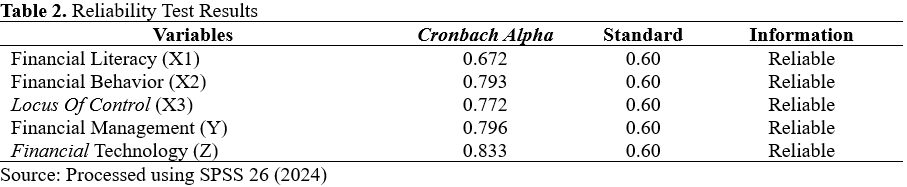 Table 2. Reliability Test Results
Variables Cronbach Alpha Standard Information
Financial Literacy (X1) 0.672 0.60 Reliable
Financial Behavior (X2) 0.793 0.60 Reliable
Locus Of Control (X3) 0.772 0.60 Reliable
Financial Management (Y) 0.796 0.60 Reliable
Financial Technology (Z) 0.833 0.60 Reliable
Source: Processed using SPSS 26 (2024)